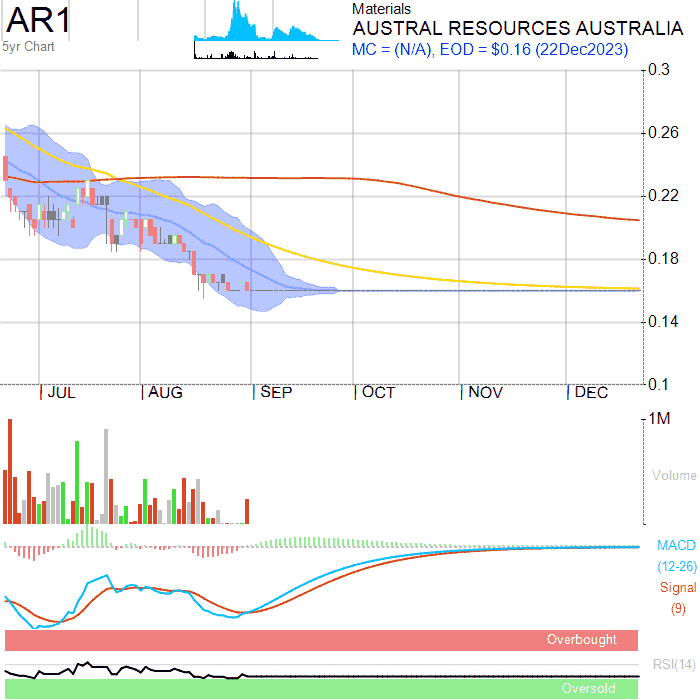 AR1
5yr Chart
Materials
AUSTRAL RESOURCES AUSTRALIA
MC = (N/A), EOD = $0.16 (22Dec2023)
0.3
0.26
0.22
0.18
0.14
0.1
JUL AUG SEP OCT NOV DEC
1M
Volume
MACD
(12-26)
Signal
(9)
Overbought
RSI(14)
Oversold